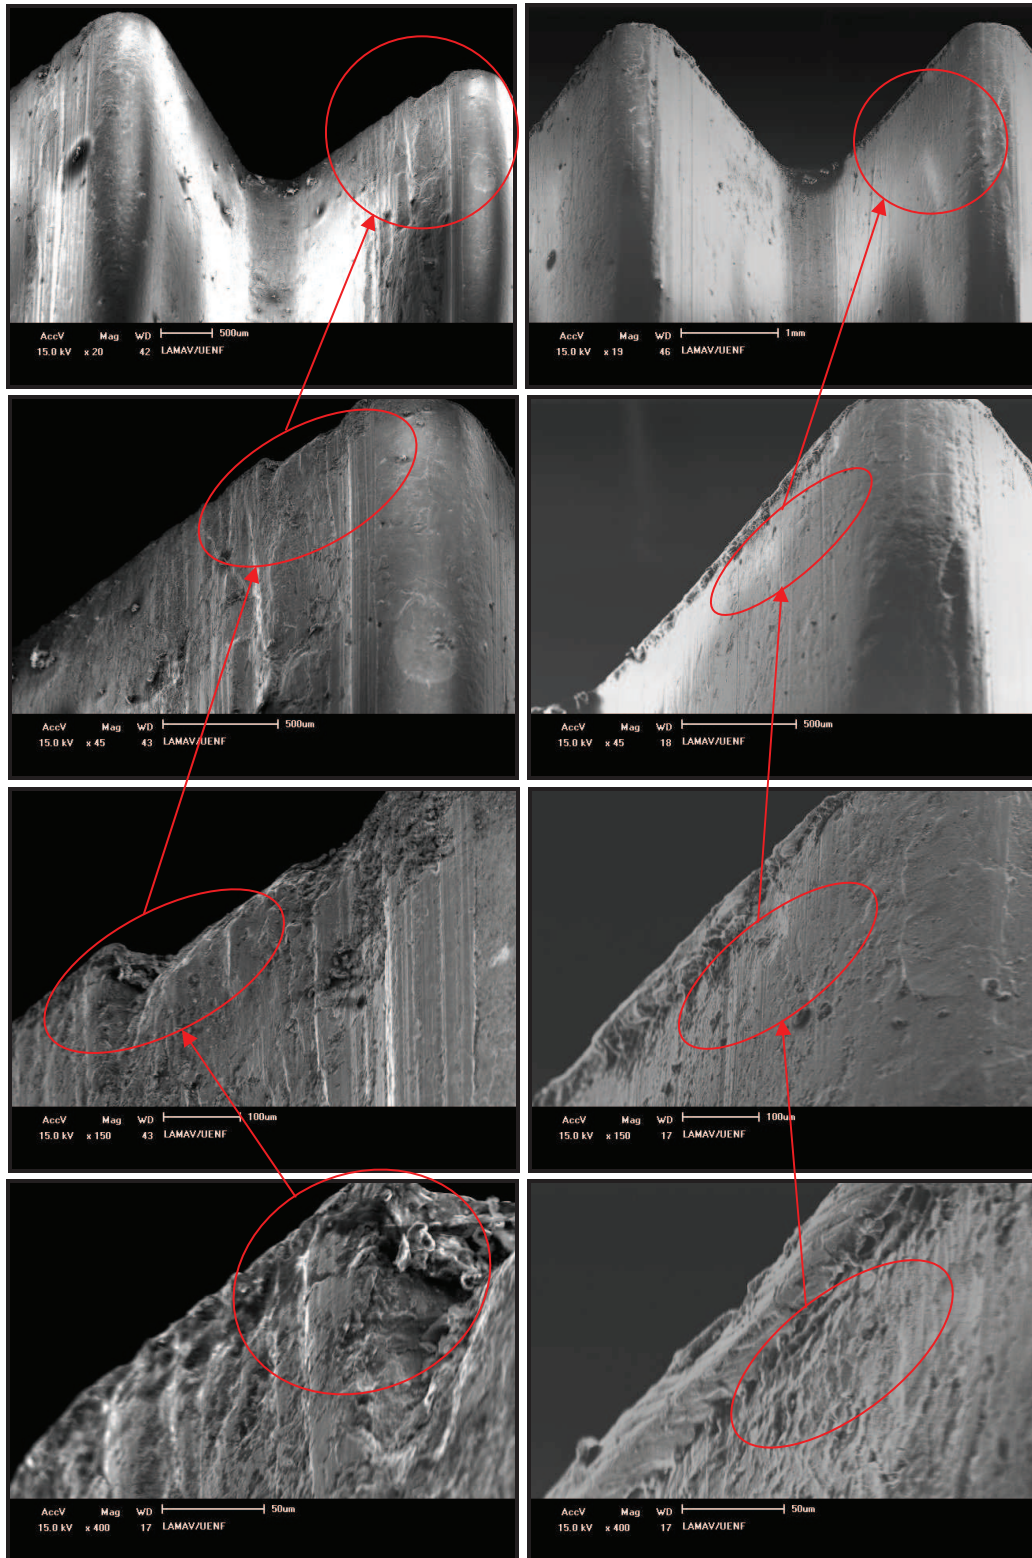 AccV Mag WD 500um
15.0 kV x 20 42 LAMAV/UENF
AccV Mag WD 1mm
15.0 kV x 19 46 LAMAV/UENF
AccV Mag WD 500um
15.0 kV x 45 43 LAMAV/UENF
AccV Mag WD 500um
15.0 kV x 45 18 LAMAV/UENF
AccV Mag WD 100um
15.0 kV x 150 43 LAMAV/UENF
AccV Mag WD 100um
15.0 kV x 150 17 LAMAV/UENF
AccV Mag WD 50um
15.0 kV x 400 17 LAMAV/UENF
AccV Mag WD 50um
15.0 kV x 400 17 LAMAV/UENF